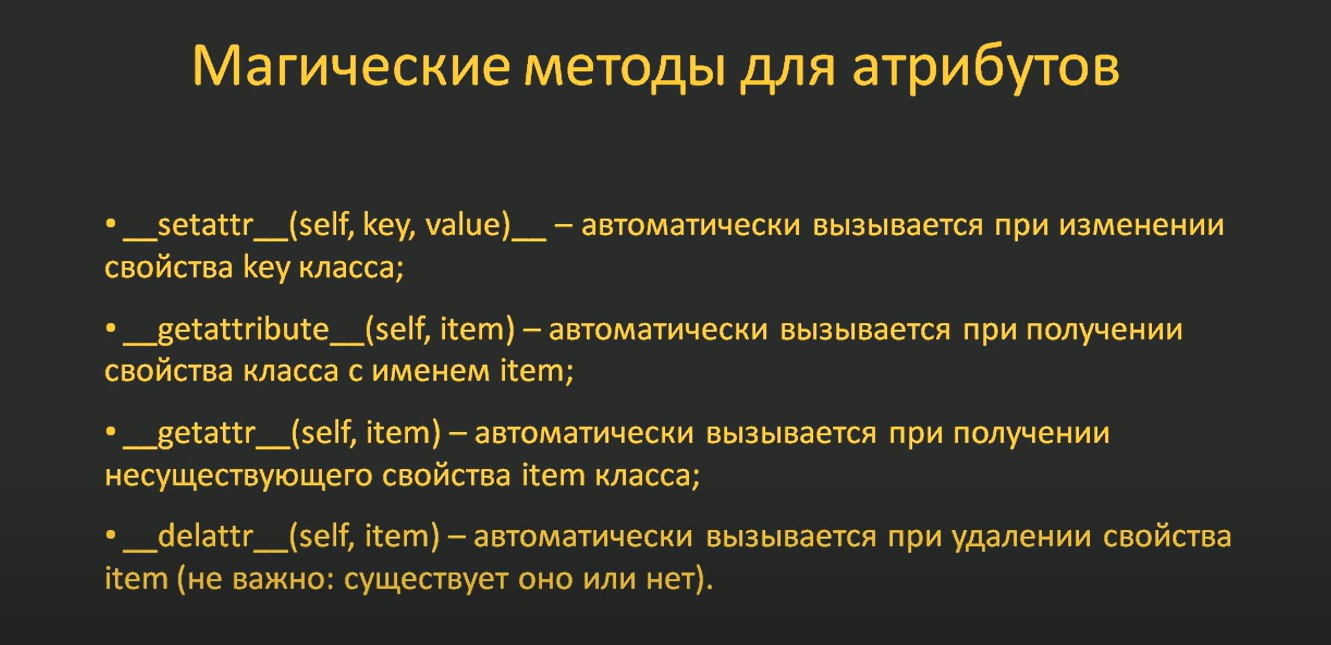 Магические методы для атрибутов
• __setattr__(self, key, value)__ – автоматически вызывается при изменении
свойства key класса;
• __getattribute__(self, item) – автоматически вызывается при получении
свойства класса с именем item;
• __getattr__(self, item) – автоматически вызывается при получении
несуществующего свойства item класса;
• __delattr__(self, item) – автоматически вызывается при удалении свойства
item (не важно: существует оно или нет).